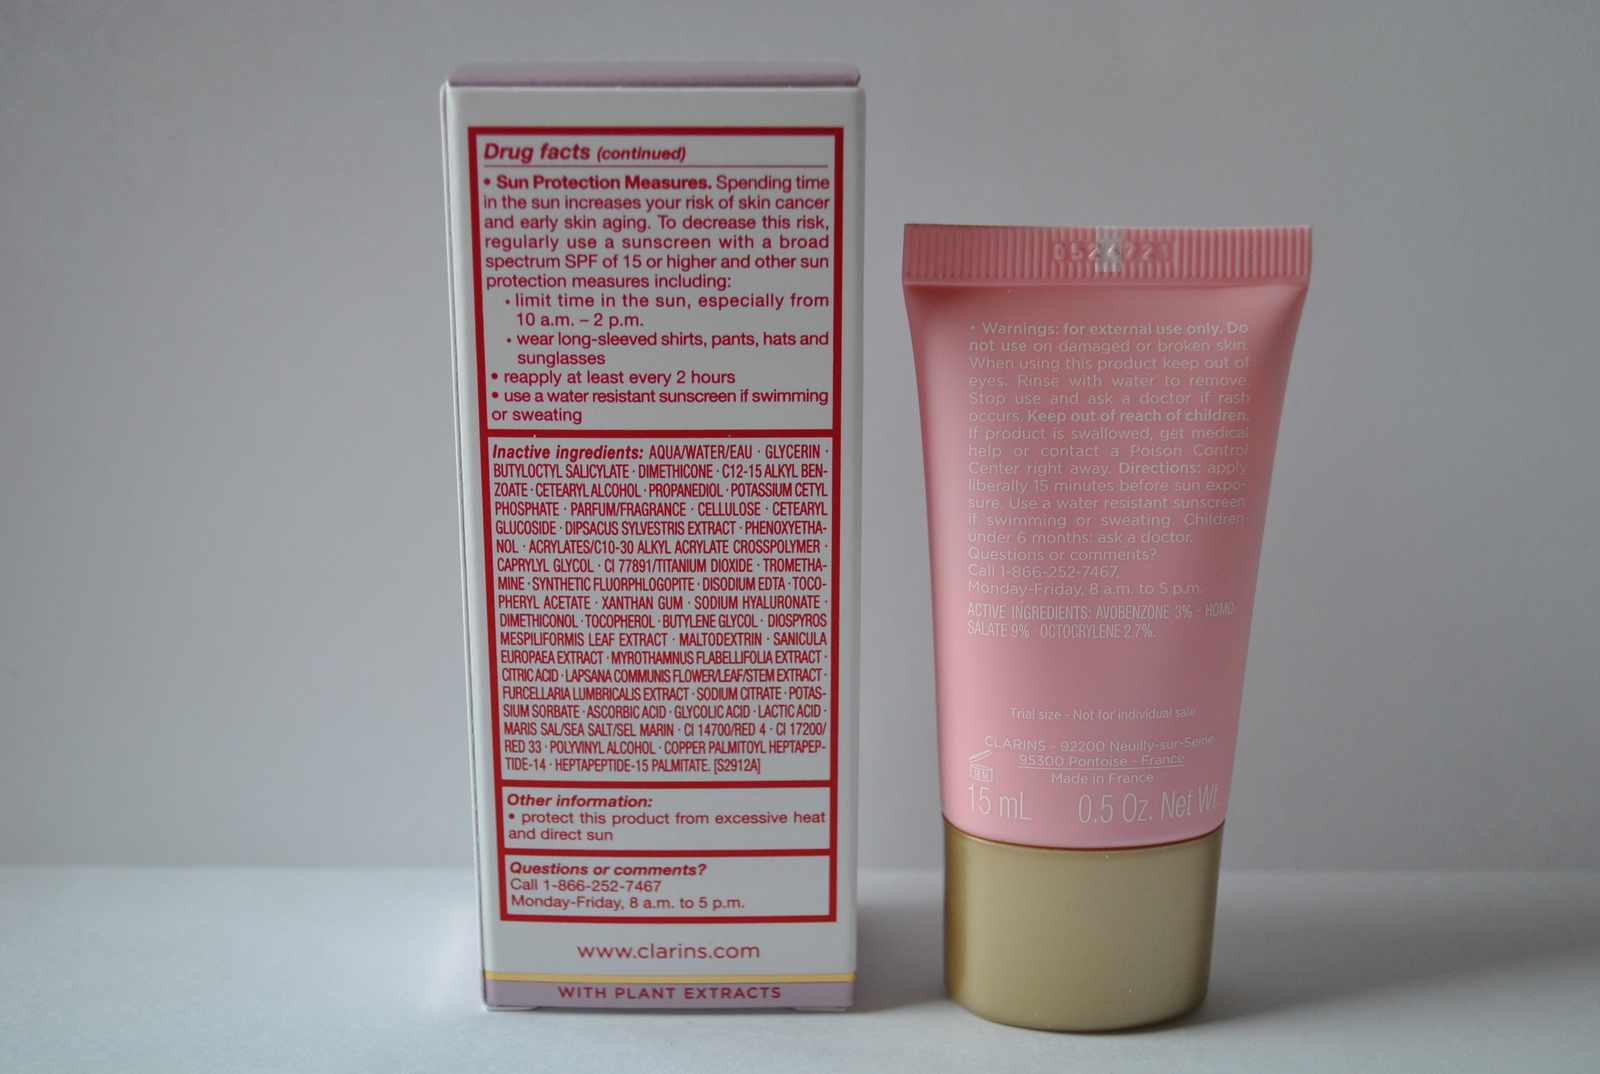 Drug facts (continued)
• Sun Protection Measures. Spending time
in the sun increases your risk of skin cancer
and early skin aging. To decrease this risk,
regularly use a sunscreen with a broad
spectrum SPF of 15 or higher and other sun
protection measures including:
• limit time in the sun, especially from
10 a.m. – 2 p.m.
• wear long-sleeved shirts, pants, hats and
sunglasses
• reapply at least every 2 hours
• use a water resistant sunscreen if swimming
or sweating
Inactive ingredients: AQUA/WATER/EAU · GLYCERIN ·
BUTYLOCTYL SALICYLATE · DIMETHICONE · C12-15 ALKYL BEN-
ZOATE · CETEARYL ALCOHOL · PROPANEDIOL · POTASSIUM CETYL
PHOSPHATE · PARFUM/FRAGRANCE · CELLULOSE · CETEARYL
GLUCOSIDE · DIPSACUS SYLVESTRIS EXTRACT · PHENOXYETHA-
NOL · ACRYLATES/C10-30 ALKYL ACRYLATE CROSSPOLYMER ·
CAPRYLYL GLYCOL · CI 77891/TITANIUM DIOXIDE · TROMETHA-
MINE · SYNTHETIC FLUORPHLOGOPITE · DISODIUM EDTA · TOCO-
PHERYL ACETATE · XANTHAN GUM · SODIUM HYALURONATE ·
DIMETHICONOL · TOCOPHEROL · BUTYLENE GLYCOL · DIOSPYROS
MESPILIFORMIS LEAF EXTRACT · MALTODEXTRIN · SANICULA
EUROPAEA EXTRACT · MYROTHAMNUS FLABELLIFOLIA EXTRACT ·
CITRIC ACID · LAPSANA COMMUNIS FLOWER/LEAF/STEM EXTRACT ·
FURCELLARIA LUMBRICALIS EXTRACT · SODIUM CITRATE · POTAS-
SIUM SORBATE · ASCORBIC ACID · GLYCOLIC ACID · LACTIC ACID ·
MARIS SAL/SEA SALT/SEL MARIN · CI 14700/RED 4 · CI 17200/
RED 33 · POLYVINYL ALCOHOL · COPPER PALMITOYL HEPTAPEP-
TIDE-14 · HEPTAPEPTIDE-15 PALMITATE. [S2912A]
Other information:
• protect this product from excessive heat
and direct sun
Questions or comments?
Call 1-866-252-7467
Monday-Friday, 8 a.m. to 5 p.m.
www.clarins.com
WITH PLANT EXTRACTS
• Warnings: for external use only. Do
not use on damaged or broken skin.
When using this product keep out of
eyes. Rinse with water to remove.
Stop use and ask a doctor if rash
occurs. Keep out of reach of children.
If product is swallowed, get medical
help or contact a Poison Control
Center right away. Directions: apply
liberally 15 minutes before sun expo-
sure. Use a water resistant sunscreen
if swimming or sweating. Children
under 6 months: ask a doctor.
Questions or comments?
Call 1-866-252-7467,
Monday-Friday, 8 a.m. to 5 p.m.
ACTIVE INGREDIENTS: AVOBENZONE 3% · HOMO-
SALATE 9% · OCTOCRYLENE 2.7%.
Trial size - Not for individual sale
CLARINS - 92200 Neuilly-sur-Seine
95300 Pontoise - France
Made in France
15 mL 0.5 Oz. Net Wt.